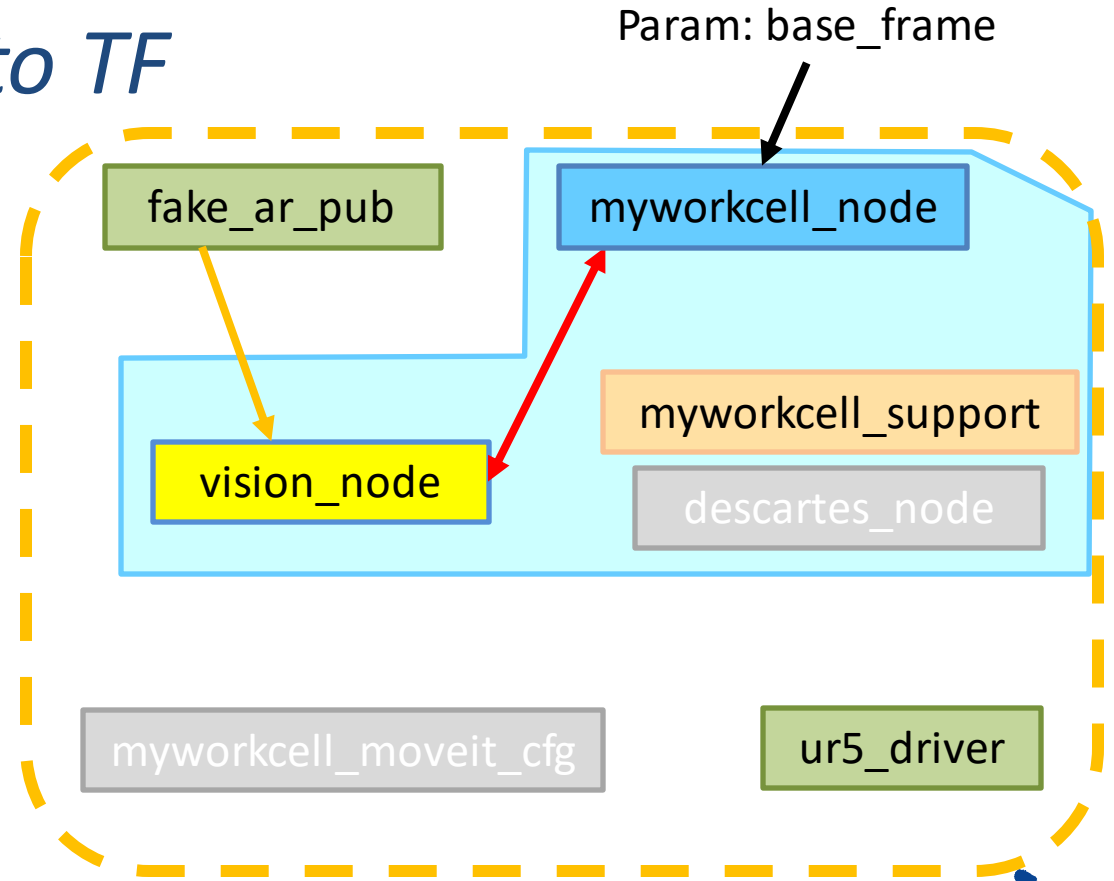 Param: base_frame
to TF
fake_ar_pub
myworkcell_node
myworkcell_support
vision_node
descartes_node
myworkcell_moveit_cfg
ur5_driver